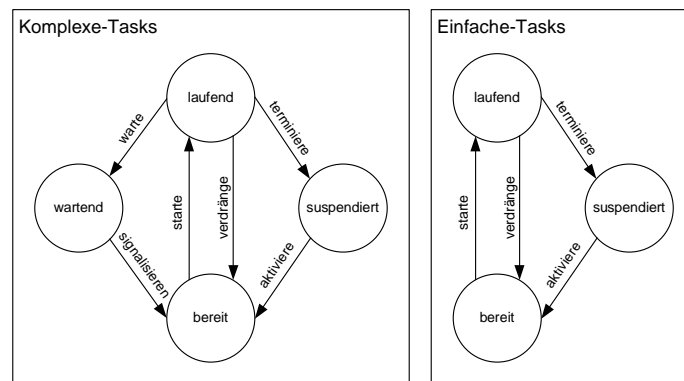 Komplexe-Tasks
laufend
warte
terminiere
wartend
starte
verdränge
suspendiert
signalisieren
aktiviere
bereit
Einfache-Tasks
laufend
terminiere
starte
verdränge
suspendiert
aktiviere
bereit